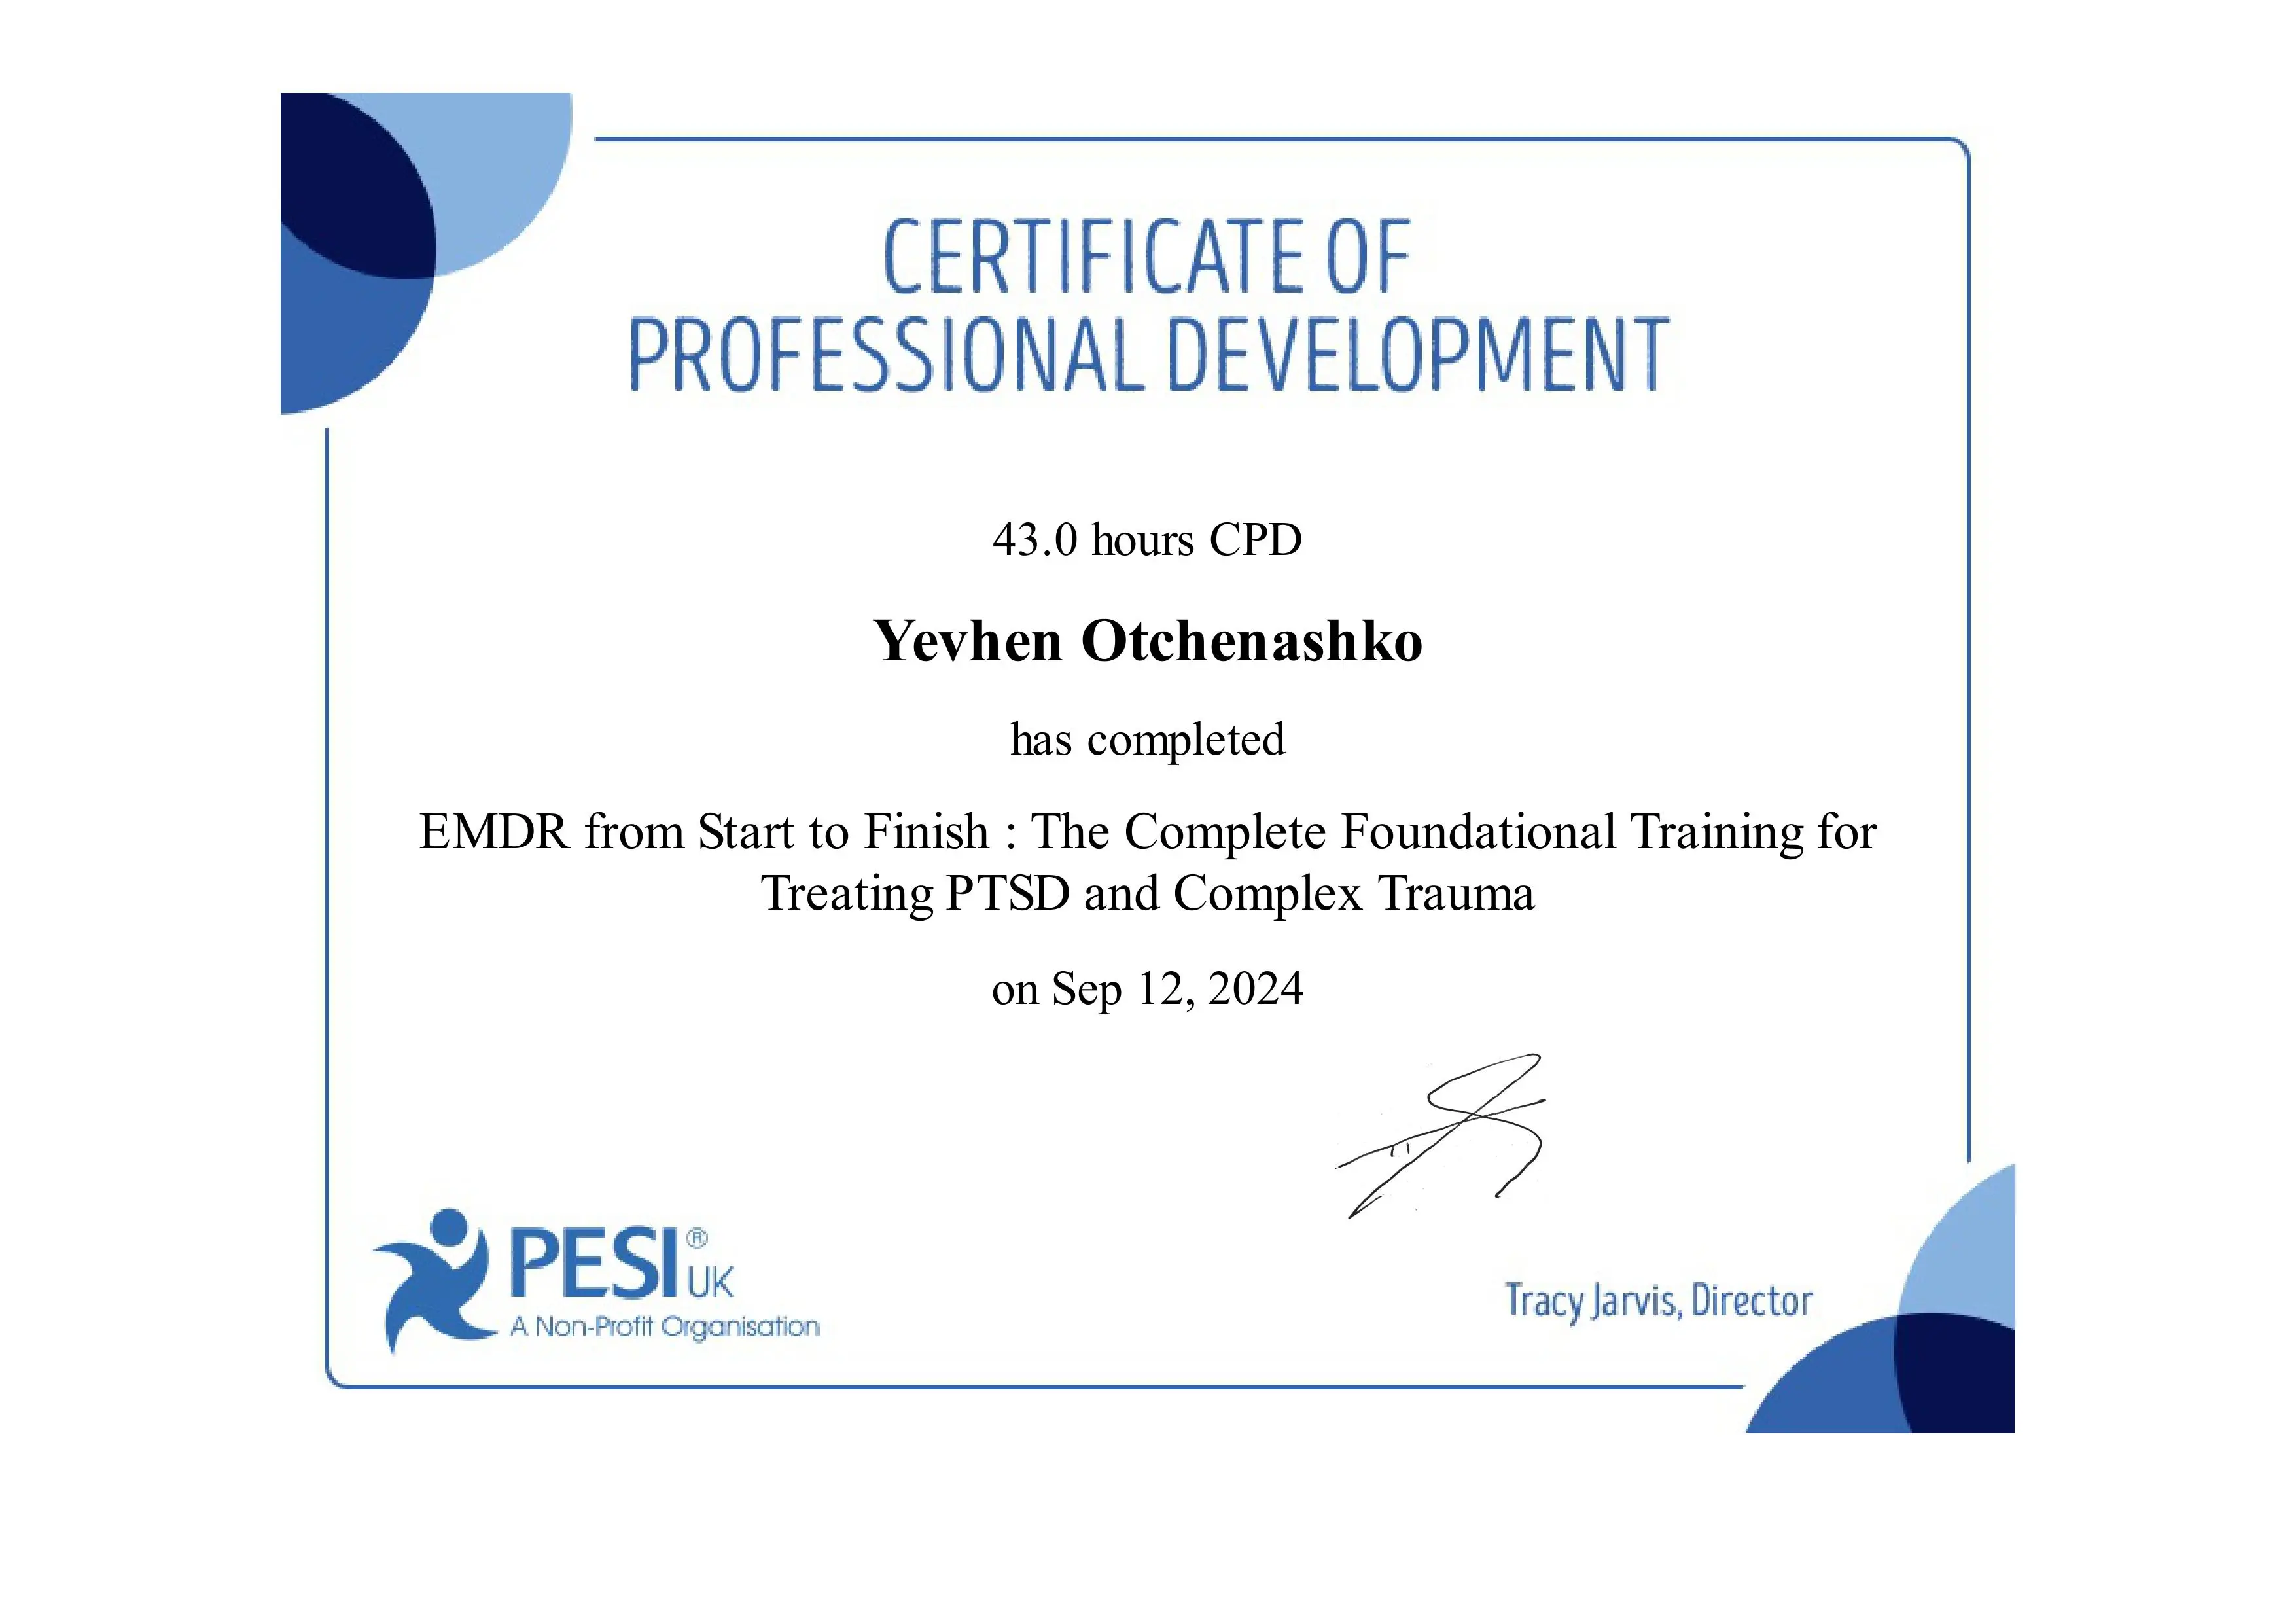 CERTIFICATE OF
PROFESSIONAL DEVELOPMENT
43.0 hours CPD
Yevhen Otchenashko
has completed
EMDR from Start to Finish : The Complete Foundational Training for
Treating PTSD and Complex Trauma
on Sep 12, 2024
PESI® UK
A Non-Profit Organisation
Tracy Jarvis, Director